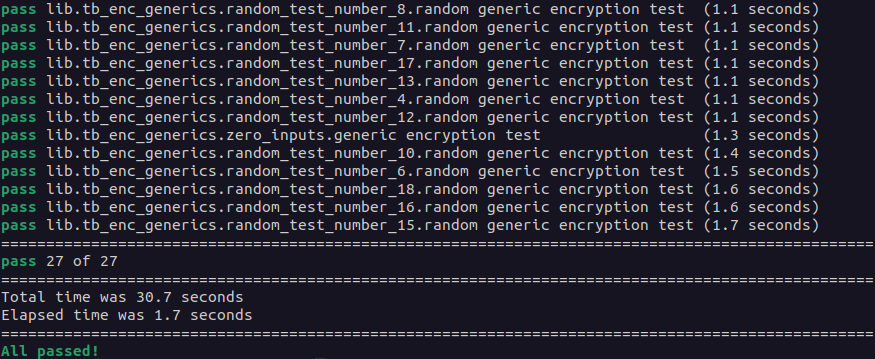 pass lib.tb_enc_generics.random_test_number_8.random generic encryption test  (1.1 seconds)
pass lib.tb_enc_generics.random_test_number_11.random generic encryption test (1.1 seconds)
pass lib.tb_enc_generics.random_test_number_7.random generic encryption test  (1.1 seconds)
pass lib.tb_enc_generics.random_test_number_17.random generic encryption test (1.1 seconds)
pass lib.tb_enc_generics.random_test_number_13.random generic encryption test (1.1 seconds)
pass lib.tb_enc_generics.random_test_number_4.random generic encryption test  (1.1 seconds)
pass lib.tb_enc_generics.random_test_number_12.random generic encryption test (1.1 seconds)
pass lib.tb_enc_generics.zero_inputs.generic encryption test                  (1.3 seconds)
pass lib.tb_enc_generics.random_test_number_10.random generic encryption test (1.4 seconds)
pass lib.tb_enc_generics.random_test_number_6.random generic encryption test  (1.5 seconds)
pass lib.tb_enc_generics.random_test_number_18.random generic encryption test (1.6 seconds)
pass lib.tb_enc_generics.random_test_number_16.random generic encryption test (1.6 seconds)
pass lib.tb_enc_generics.random_test_number_15.random generic encryption test (1.7 seconds)
=================================================================================================
pass 27 of 27
=================================================================================================
Total time was 30.7 seconds
Elapsed time was 1.7 seconds
=================================================================================================
All passed!